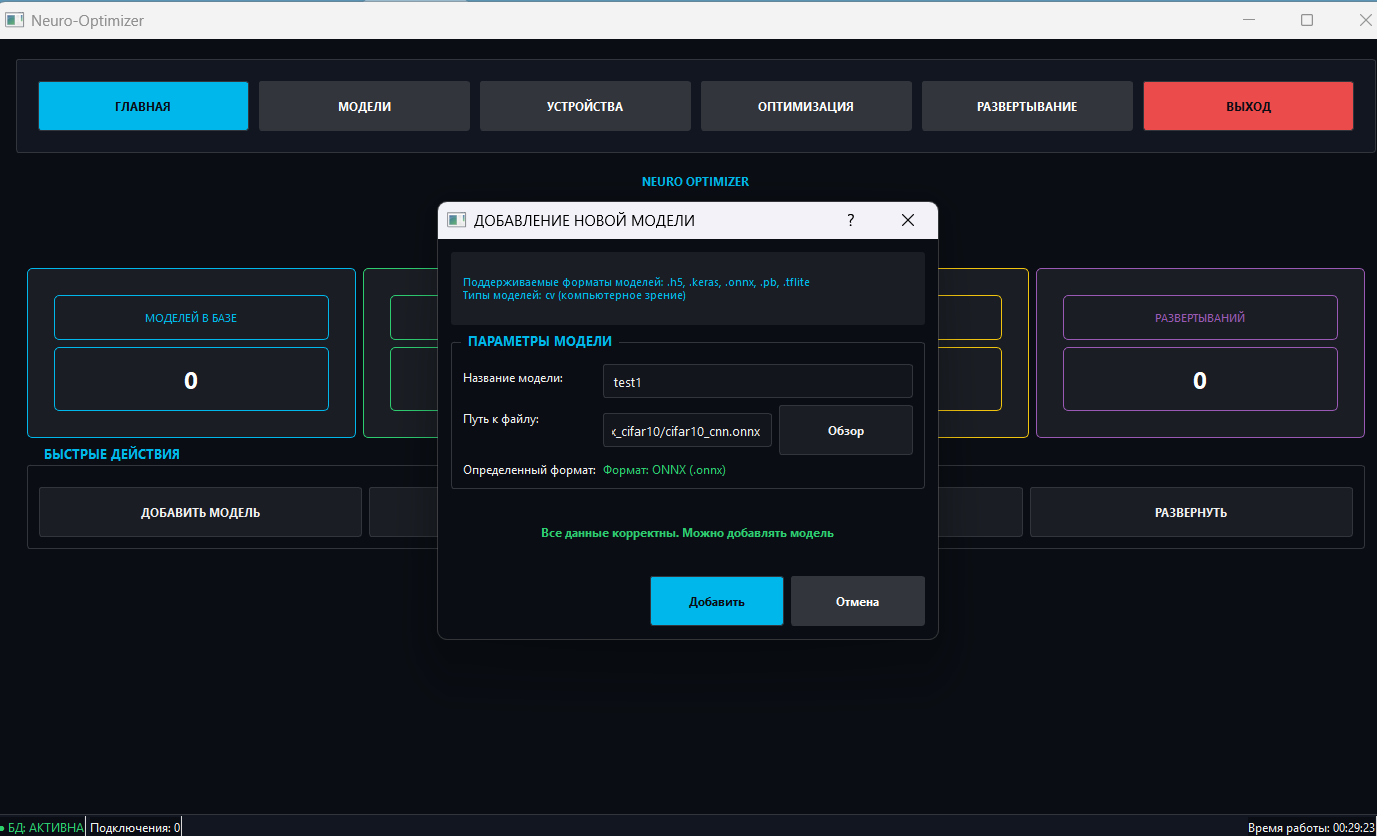 Neuro-Optimizer
ГЛАВНАЯ
МОДЕЛИ
УСТРОЙСТВА
ОПТИМИЗАЦИЯ
РАЗВЕРТЫВАНИЕ
ВЫХОД
NEURO OPTIMIZER
ДОБАВЛЕНИЕ НОВОЙ МОДЕЛИ
?
Поддерживаемые форматы моделей: .h5, .keras, .onnx, .pb, .tflite
Типы моделей: cv (компьютерное зрение)
ПАРАМЕТРЫ МОДЕЛИ
Название модели:
test1
Путь к файлу:
x_cifar10/cifar10_cnn.onnx
Обзор
Определенный формат:
Формат: ONNX (.onnx)
Все данные корректны. Можно добавлять модель
Добавить
Отмена
МОДЕЛЕЙ В БАЗЕ
0
РАЗВЕРТЫВАНИЙ
0
БЫСТРЫЕ ДЕЙСТВИЯ
ДОБАВИТЬ МОДЕЛЬ
РАЗВЕРНУТЬ
БД: АКТИВНА
Подключения: 0
Время работы: 00:29:23